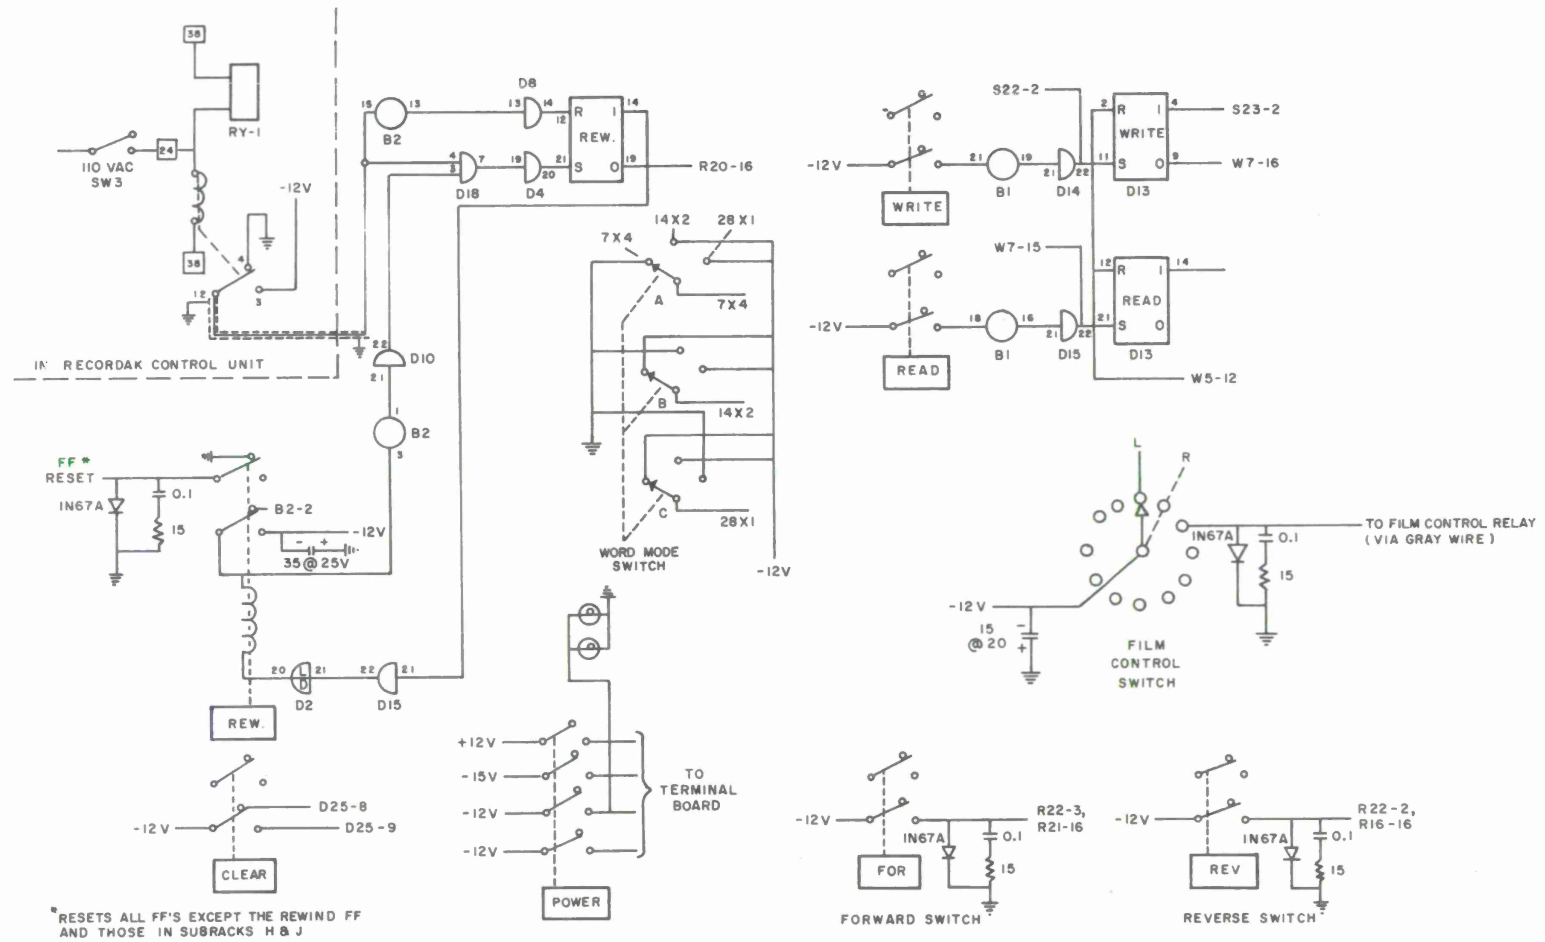 38
RY-1
24
110 VAC
SW3
-12V
38
4
12
3
IN RECORDAK CONTROL UNIT
15
13
B2
D8
13
14
12
R
1
14
REW.
4
7
3
D18
19
21
20
D4
S
O
19
R20-16
22
D10
21
1
B2
3
FF *
RESET
1N67A
0.1
15
B2-2
-12V
- +
35@25V
20
L
D
21
D2
22
21
D15
REW.
D25-8
-12V
D25-9
CLEAR
*RESETS ALL FF'S EXCEPT THE REWIND FF
AND THOSE IN SUBRACKS H & J
14X2
28X1
7X4
A
7X4
B
14X2
C
28X1
WORD MODE
SWITCH
-12V
+12V
-15V
-12V
-12V
TO
TERMINAL
BOARD
POWER
S22-2
2
R
1
4
S23-2
WRITE
-12V
21
19
B1
21
22
D14
11
S
O
9
W7-16
D13
WRITE
W7-15
12
R
1
14
READ
-12V
18
16
B1
21
22
D15
21
S
O
D13
READ
W5-12
L
R
1N67A
0.1
15
TO FILM CONTROL RELAY
(VIA GRAY WIRE)
-12V
15
@20
-
+
FILM
CONTROL
SWITCH
-12V
R22-3,
R21-16
1N67A
0.1
15
FOR
FORWARD SWITCH
-12V
R22-2,
R16-16
1N67A
0.1
15
REV
REVERSE SWITCH